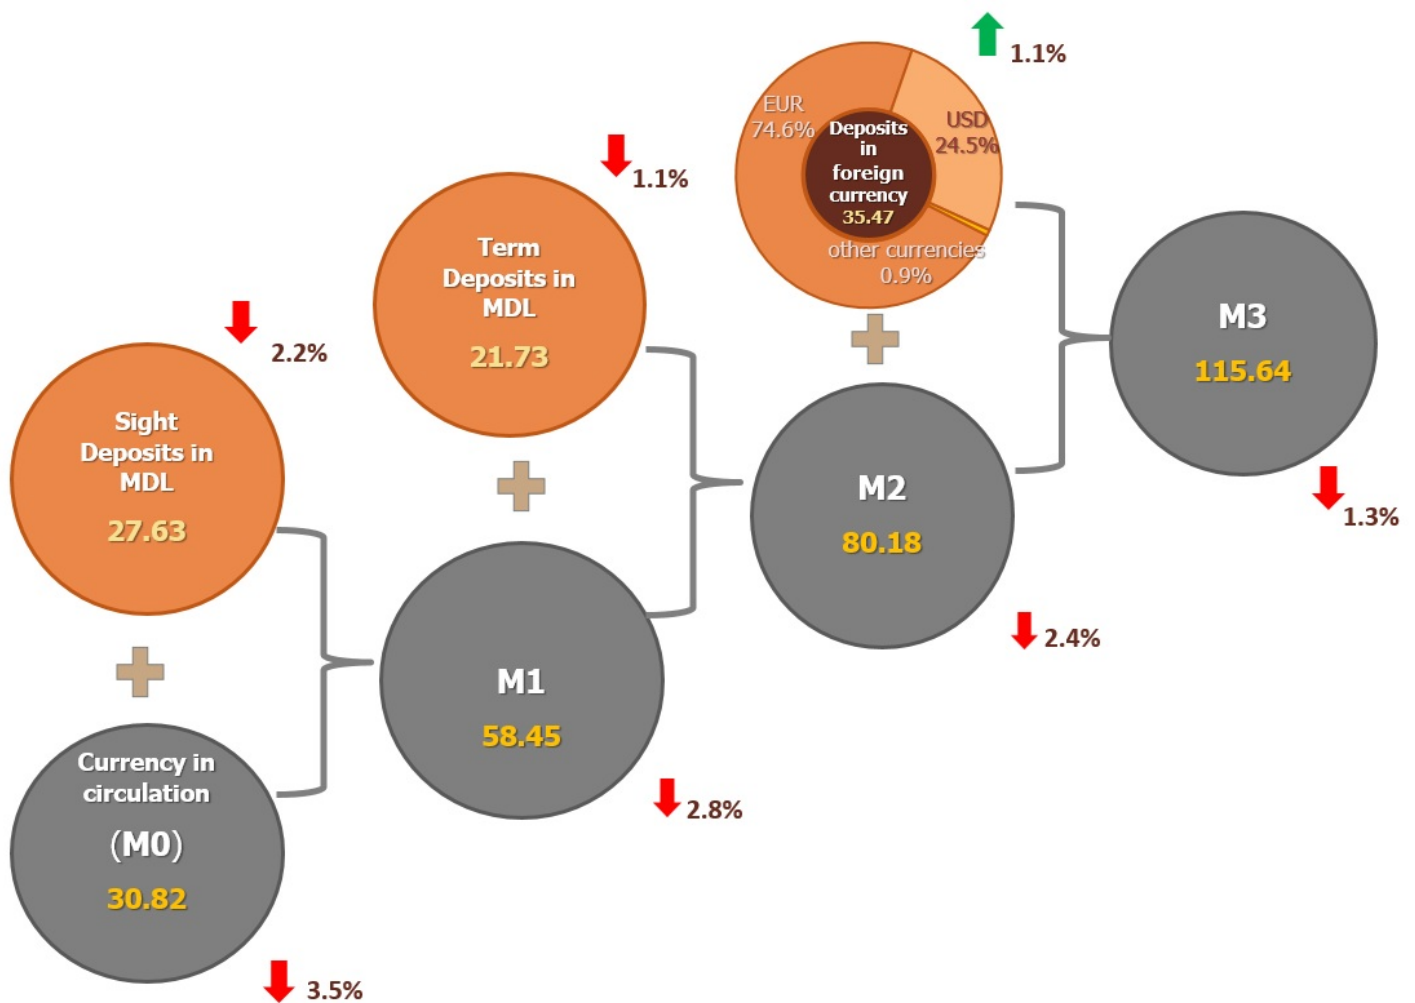 Sight
Deposits in
MDL
27.63
2.2%
Currency in
circulation
(M0)
30.82
3.5%
Term
Deposits in
MDL
21.73
1.1%
M1
58.45
2.8%
EUR
74.6%
USD
24.5%
Deposits
in
foreign
currency
35.47
other currencies
0.9%
1.1%
M2
80.18
2.4%
M3
115.64
1.3%